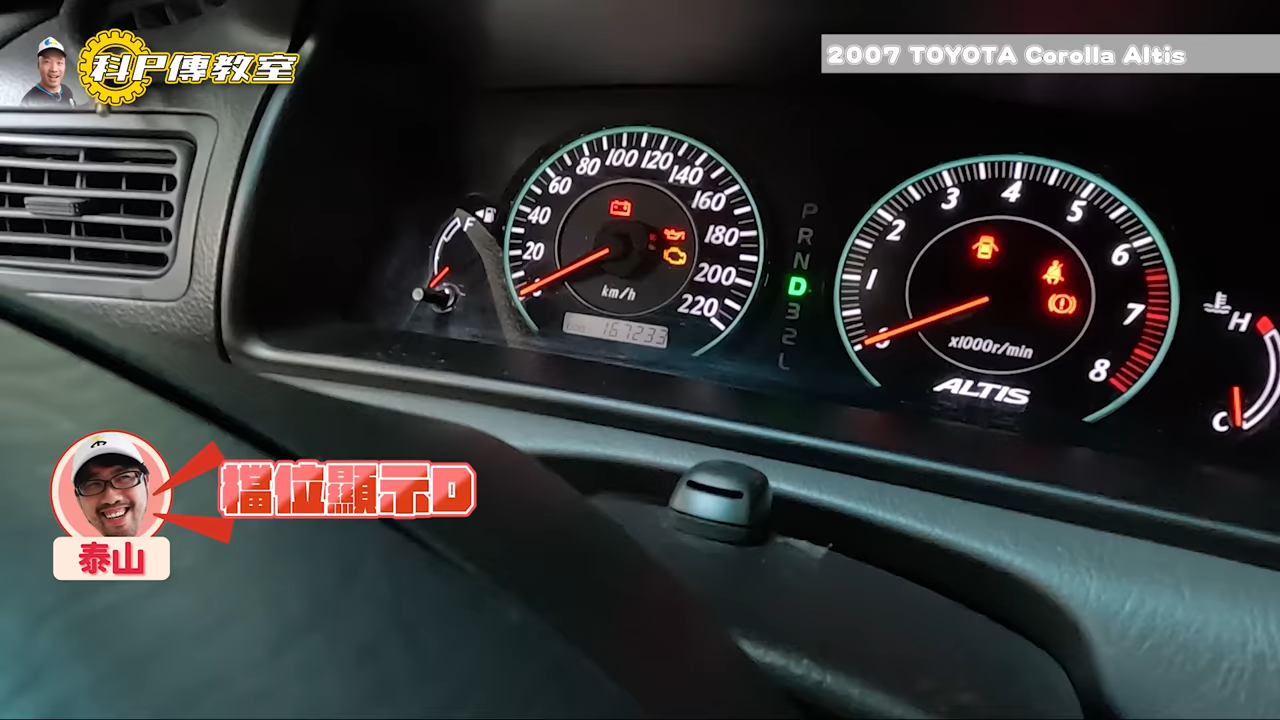 科P傳教室
2007 TOYOTA Corolla Altis
F
20
40
60
80
100
120
140
160
180
200
220
km/h
167233
P
R
N
D
3
2
L
1
2
3
4
5
6
7
8
x1000r/min
ALTIS
H
C
擋位顯示D
泰山